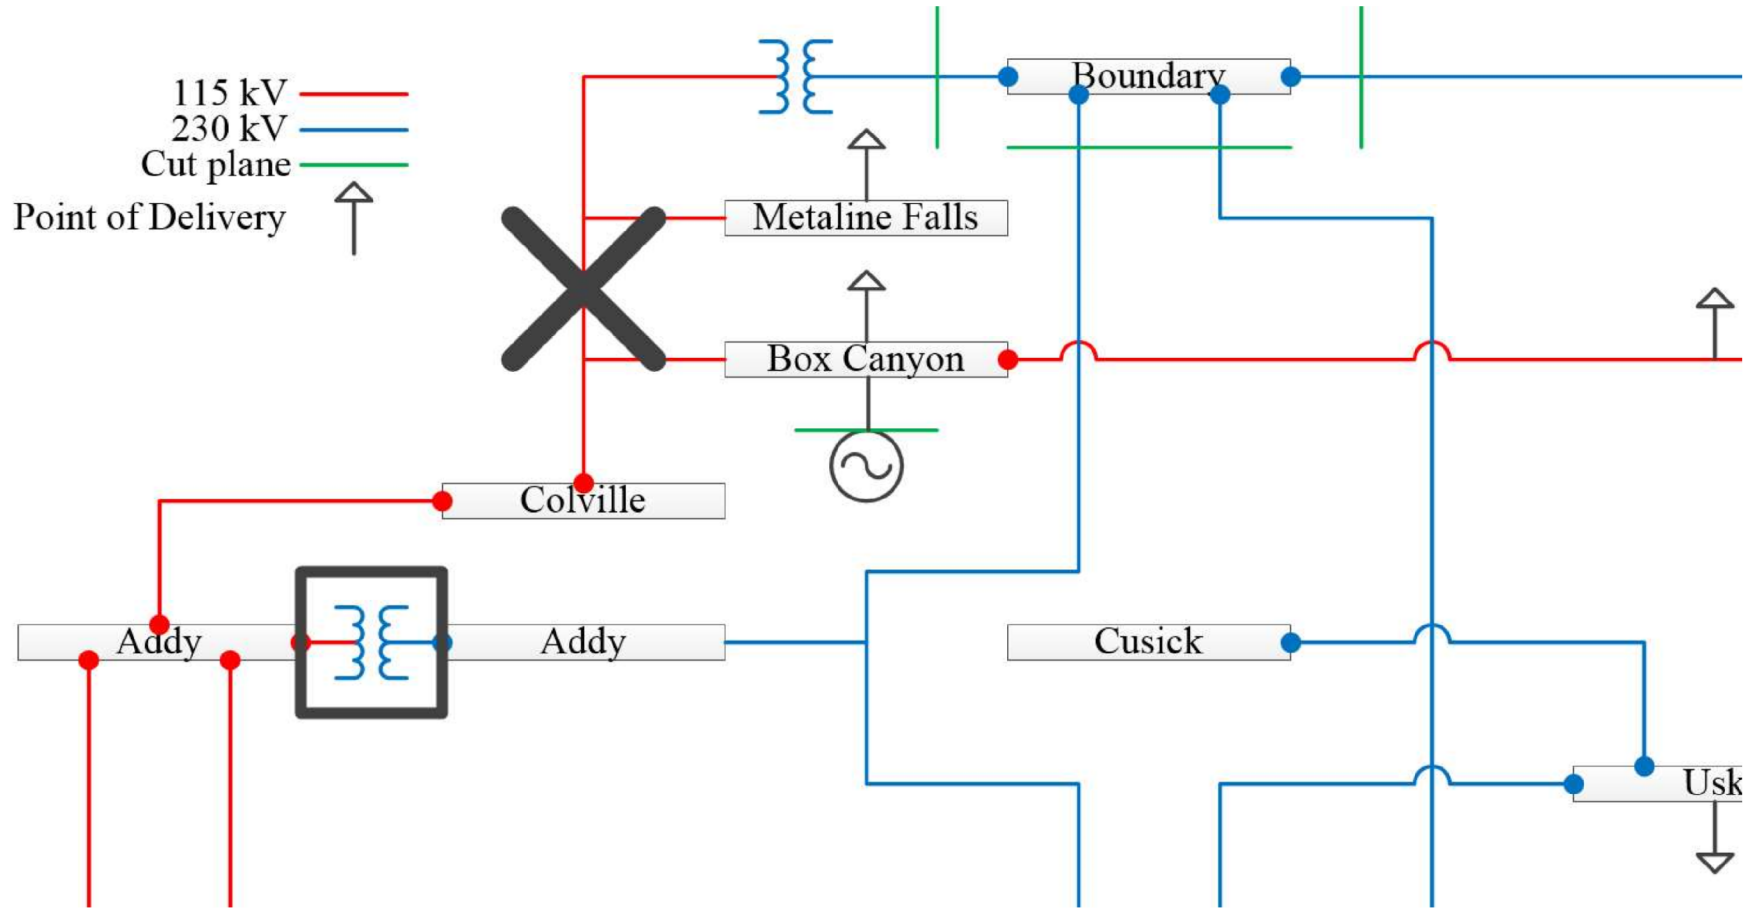 115 kV
230 kV
Cut plane
Point of Delivery
Boundary
Metaline Falls
Box Canyon
Colville
Addy
Addy
Cusick
Usk